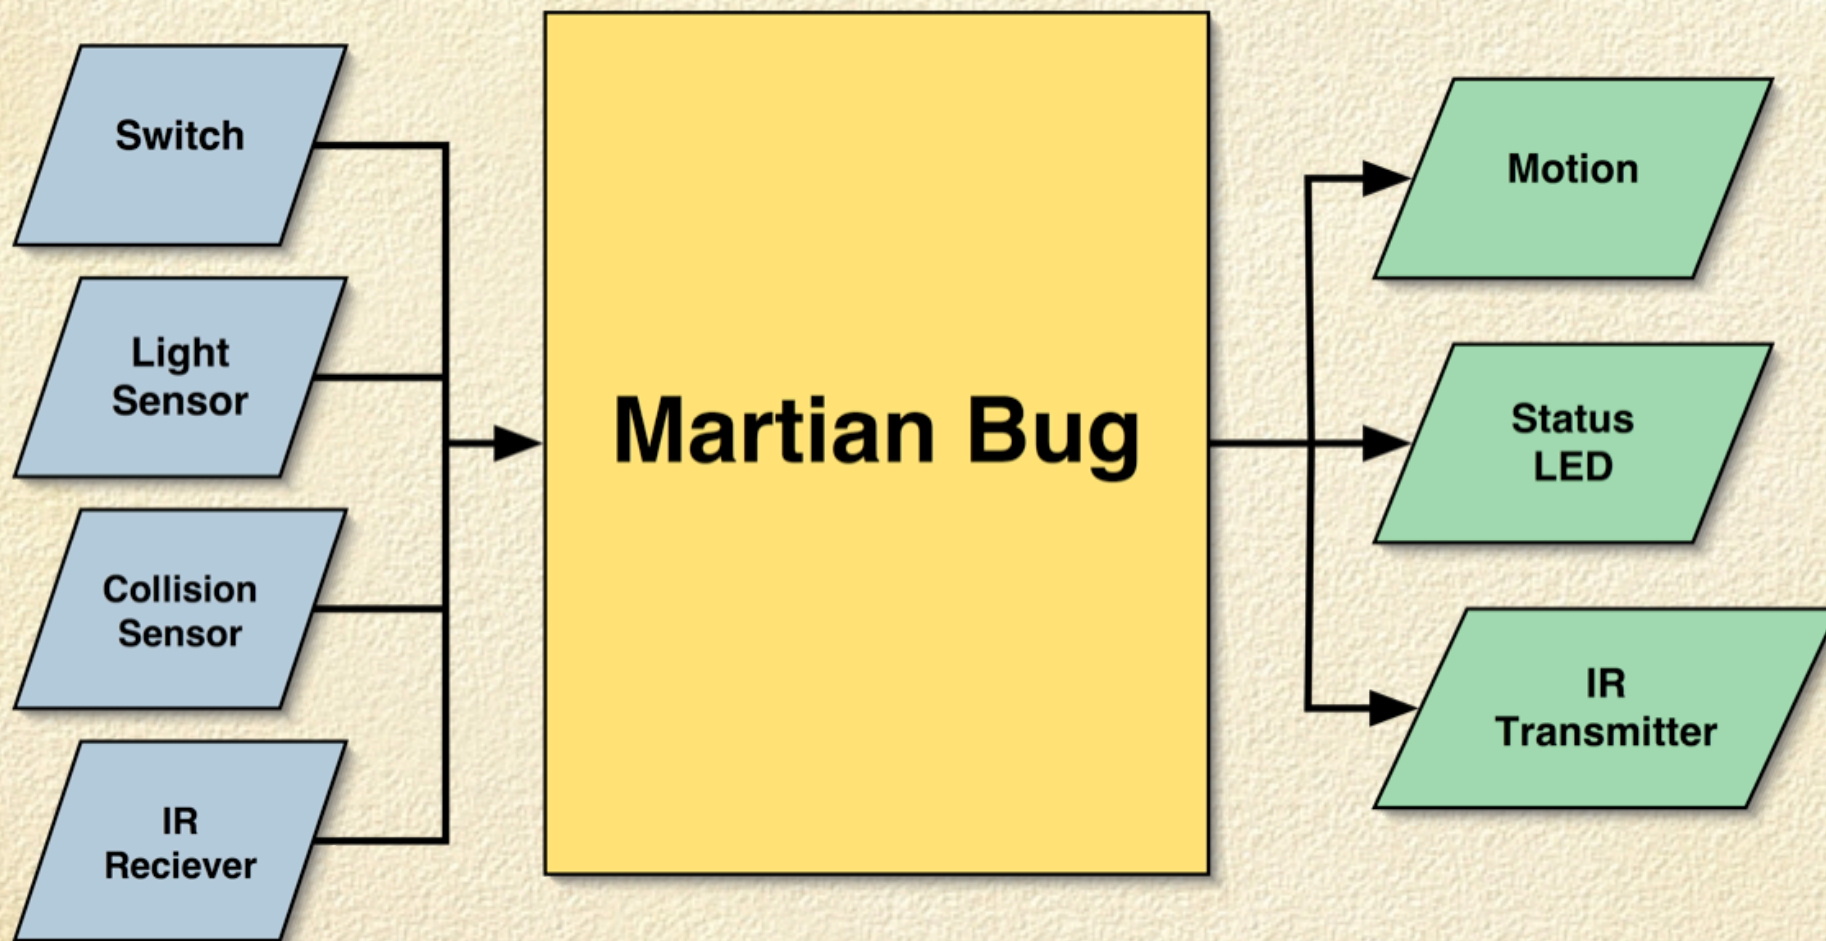 Switch
Light
Sensor
Collision
Sensor
IR
Reciever
Martian Bug
Motion
Status
LED
IR
Transmitter